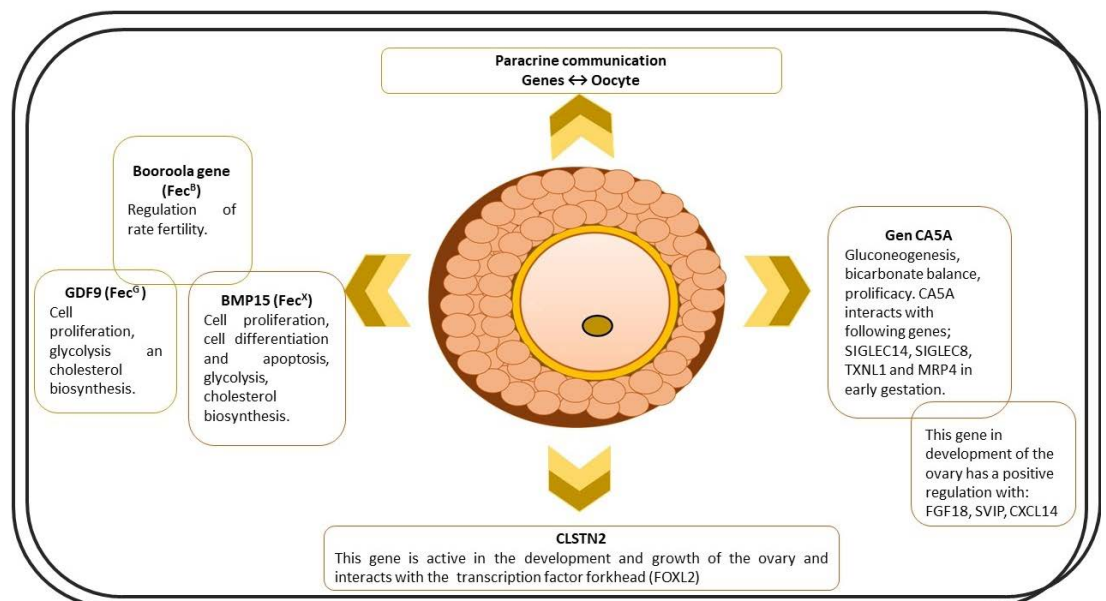 Paracrine communication
Genes ↔ Oocyte
Booroola gene
(Fecᴮ)
Regulation of
rate fertility.
GDF9 (Fecᴳ)
Cell
proliferation,
glycolysis an
cholesterol
biosynthesis.
BMP15 (Fecˣ)
Cell proliferation,
cell differentiation
and apoptosis,
glycolysis,
cholesterol
biosynthesis.
Gen CA5A
Gluconeogenesis,
bicarbonate balance,
prolificacy. CA5A
interacts with
following genes;
SIGLEC14, SIGLEC8,
TXNL1 and MRP4 in
early gestation.
This gene in
development of the
ovary has a positive
regulation with:
FGF18, SVIP, CXCL14
CLSTN2
This gene is active in the development and growth of the ovary and
interacts with the transcription factor forkhead (FOXL2)